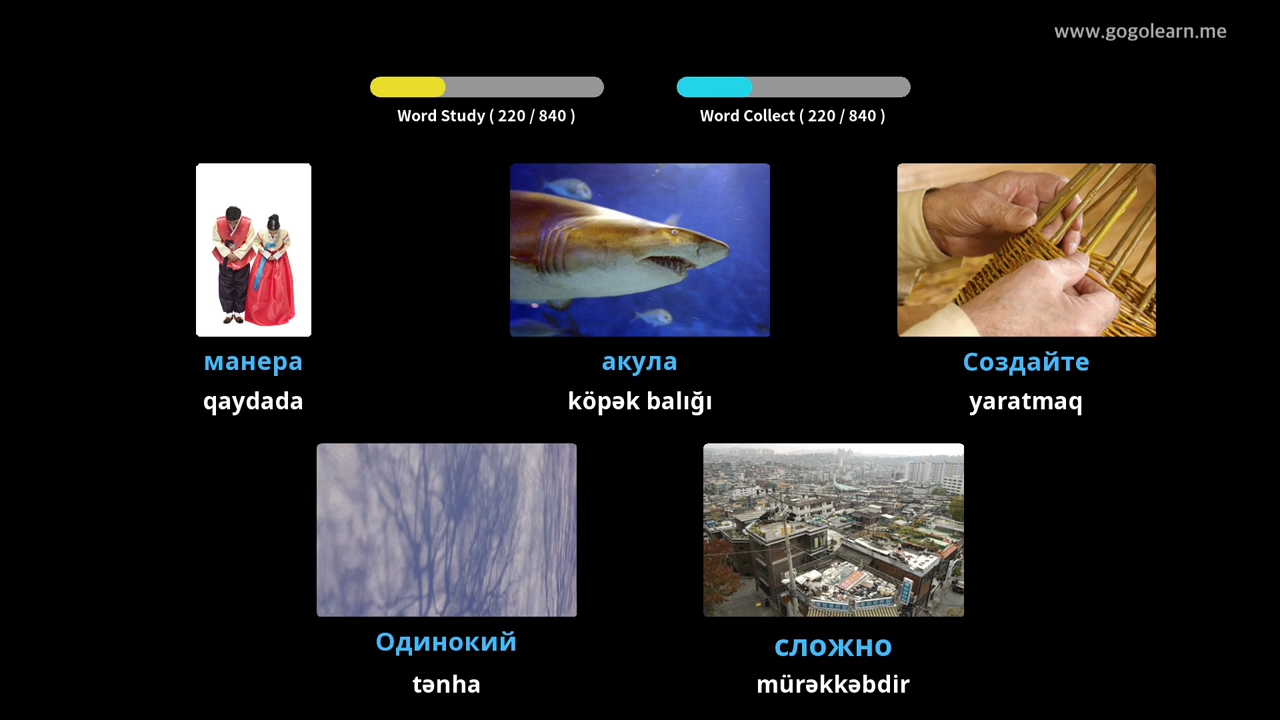 www.gogolearn.me
Word Study ( 220 / 840 )
Word Collect ( 220 / 840 )
манера
qaydada
акула
köpək balığı
Создайте
yaratmaq
Одинокий
tənha
сложно
mürəkkəbdir